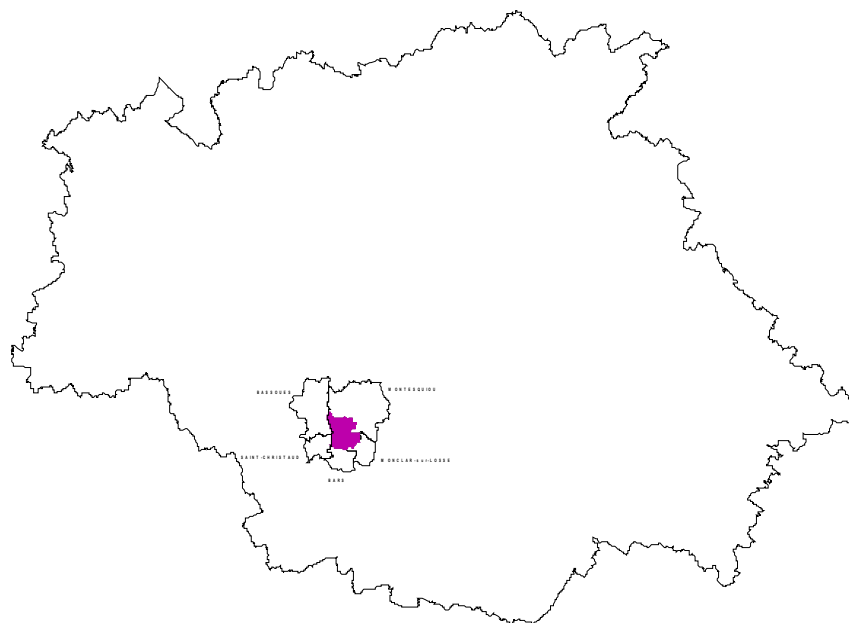 BASSOUES
MONTESQUIOU
SAINT-CHRISTAUD
MONCLAR-sur-LOSSE
BARS